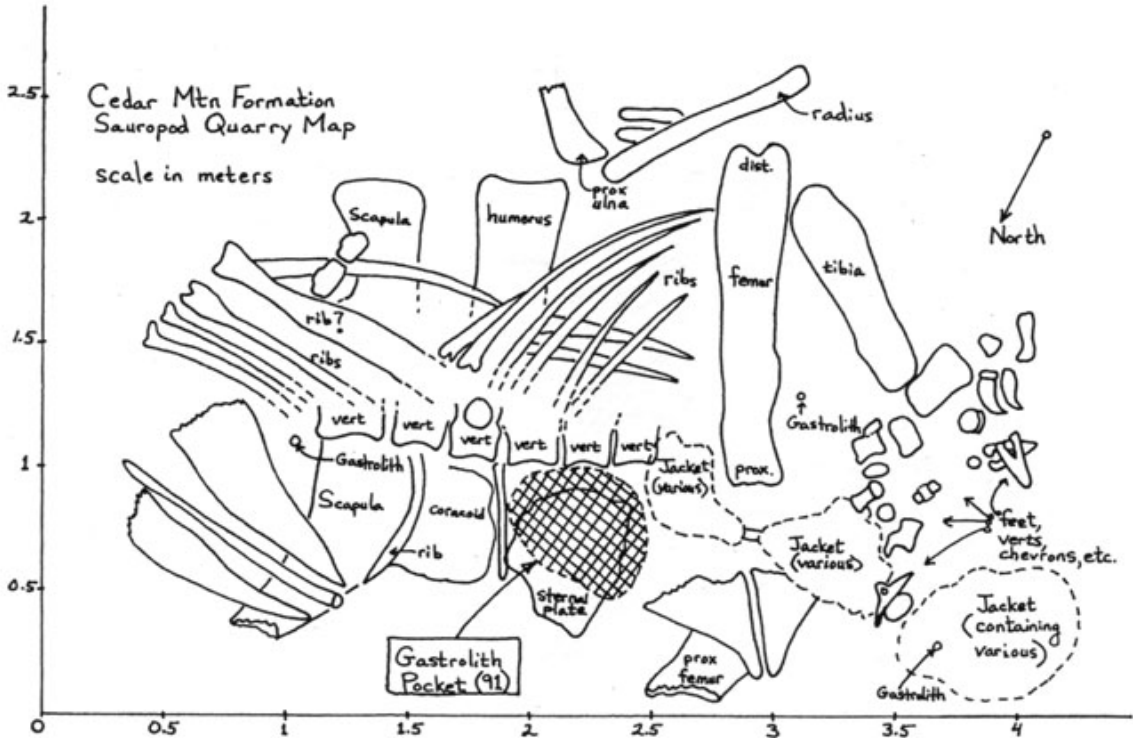 2.5
Cedar Mtn Formation
Sauropod Quarry Map
scale in meters
radius
prox
ulna
dist.
2
Scapula
humerus
North
femur
tibia
ribs
rib?
1.5
ribs
Gastrolith
vert
vert
vert
vert
vert
vert
1
Gastrolith
Jacket
(various)
prox.
Scapula
coracoid
rib
Jacket
(various)
feet,
verts,
chevrons, etc.
0.5
sternal
plate
Jacket
(containing
various)
Gastrolith
Pocket (91)
prox
femur
Gastrolith
0
0
0.5
1
1.5
2
2.5
3
3.5
4